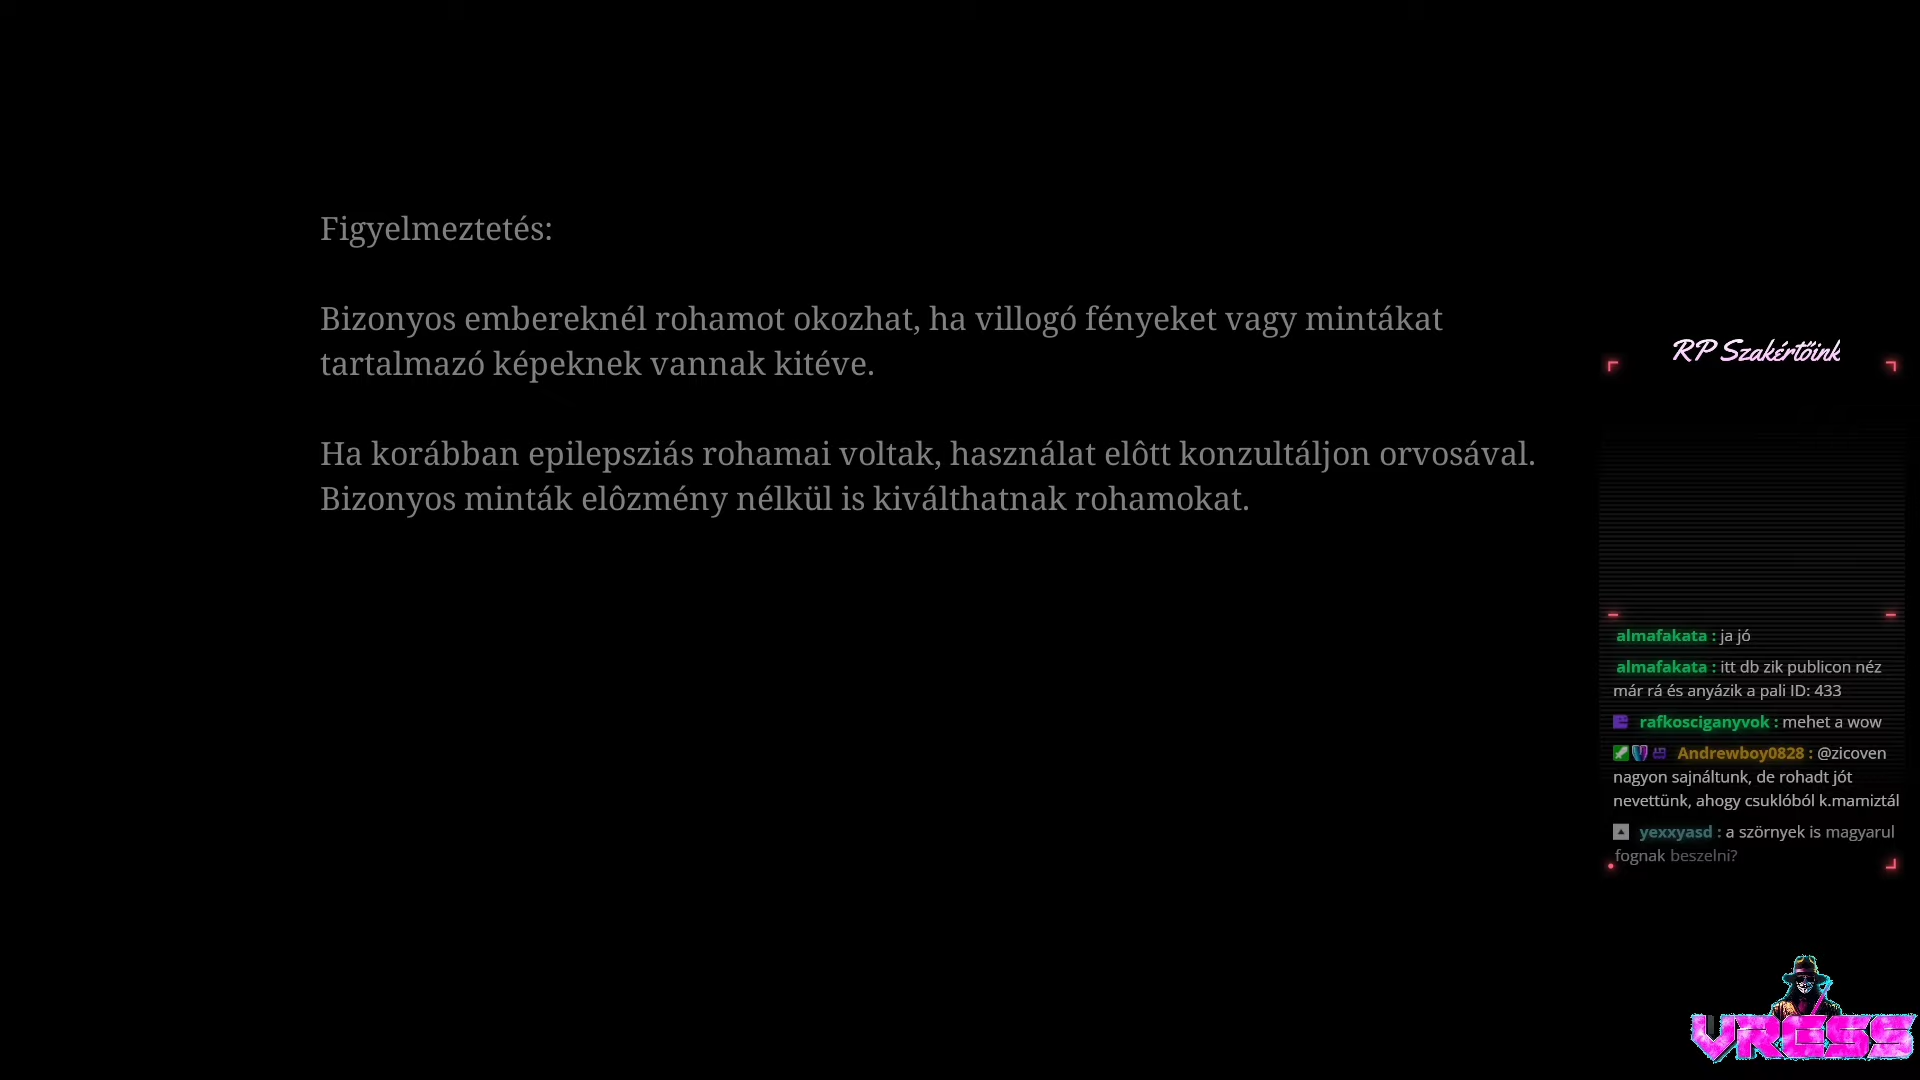 Figyelmeztetés:
Bizonyos embereknél rohamot okozhat, ha villogó fényeket vagy mintákat
tartalmazó képeknek vannak kitéve.
Ha korábban epilepsziás rohamai voltak, használat elôtt konzultáljon orvosával.
Bizonyos minták elôzmény nélkül is kiválthatnak rohamokat.
RP Szakértőink
almafakata : ja jó
almafakata : itt db zik publicon néz
már rá és anyázik a pali ID: 433
rafkosciganyvok : mehet a wow
Andrewboy0828 : @zicoven
nagyon sajnáltunk, de rohadt jót
nevettünk, ahogy csuklóból k.mamiztál
yexxyasd : a szörnyek is magyarul
fognak beszelni?
VRESS